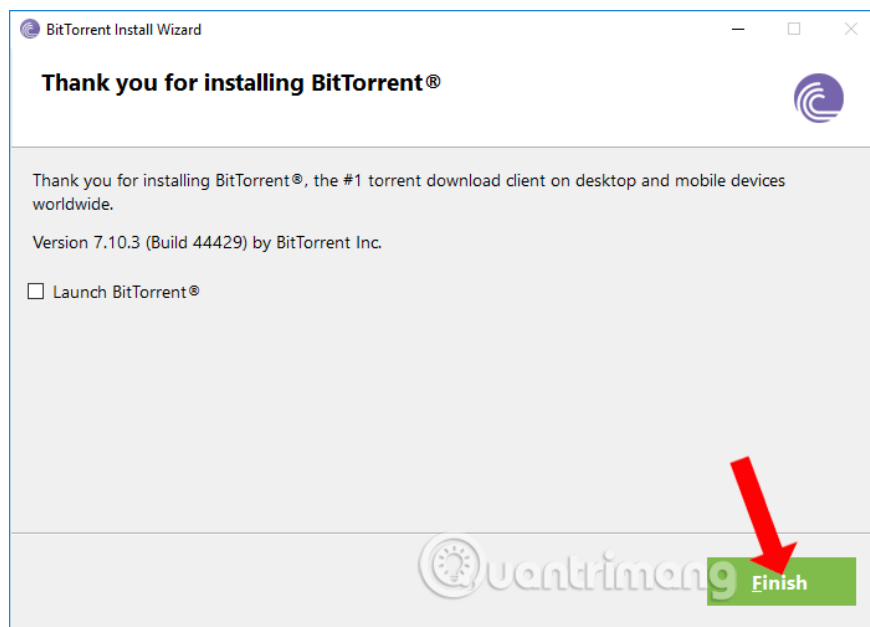 BitTorrent Install Wizard
Thank you for installing BitTorrent®
Thank you for installing BitTorrent®, the #1 torrent download client on desktop and mobile devices
worldwide.
Version 7.10.3 (Build 44429) by BitTorrent Inc.
Launch BitTorrent®
Quantrimang
Finish